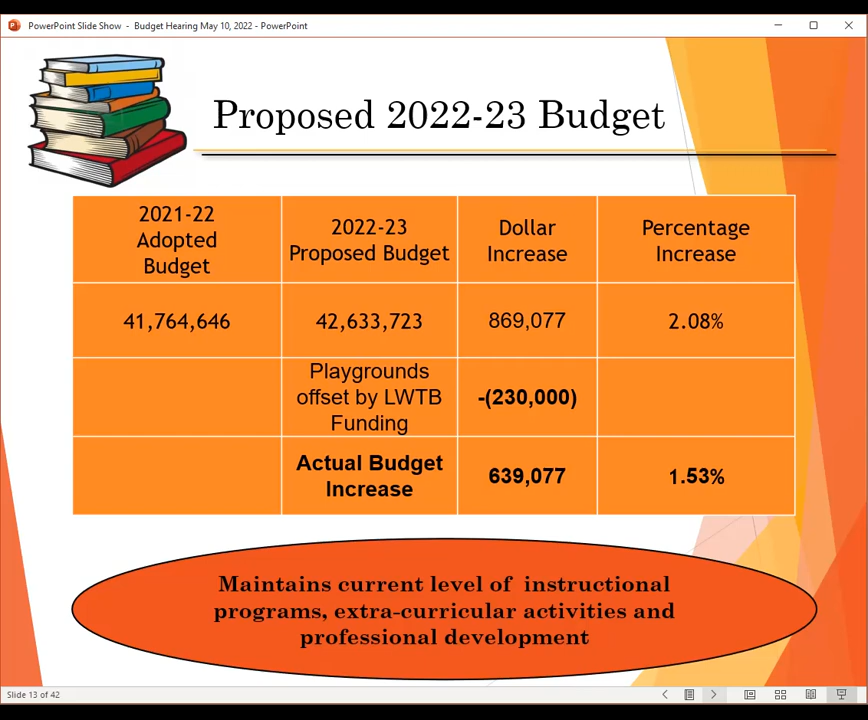 PowerPoint Slide Show - Budget Hearing May 10, 2022 - PowerPoint
Proposed 2022-23 Budget
2021-22
Adopted
Budget
2022-23
Proposed Budget
Dollar
Increase
Percentage
Increase
41,764,646
42,633,723
869,077
2.08%
Playgrounds
offset by LWTB
Funding
-(230,000)
Actual Budget
Increase
639,077
1.53%
Maintains current level of instructional
programs, extra-curricular activities and
professional development
Slide 13 of 42